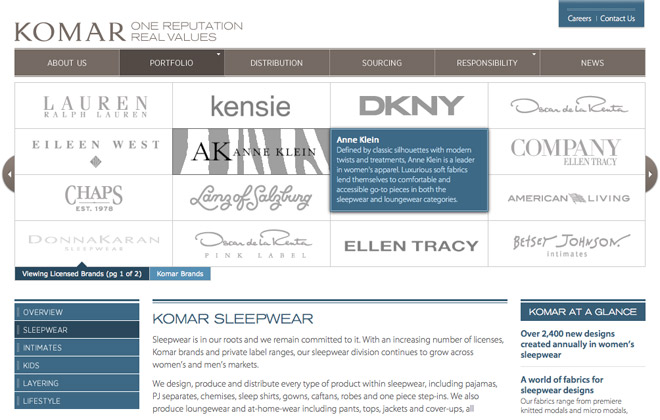 Careers
Contact Us
KOMAR
ONE REPUTATION
REAL VALUES
ABOUT US
PORTFOLIO
DISTRIBUTION
SOURCING
RESPONSIBILITY
NEWS
LAUREN
RALPH LAUREN
kensie
DKNY
Oscar de la Renta
EILEEN WEST
AK ANNE KLEIN
Anne Klein
Defined by classic silhouettes with modern
twists and treatments, Anne Klein is a leader
in women's apparel. Luxurious soft fabrics
lend themselves to comfortable and
accessible go-to pieces in both the
sleepwear and loungewear categories.
COMPANY
ELLEN TRACY
CHAPS
EST. 1978
Lanz of Salzburg
AMERICAN LIVING
DONNAKARAN
SLEEPWEAR
Oscar de la Renta
PINK LABEL
ELLEN TRACY
BETSEY JOHNSON.
intimates
Viewing Licensed Brands (pg 1 of 2)
Komar Brands
OVERVIEW
SLEEPWEAR
INTIMATES
KIDS
LAYERING
LIFESTYLE
KOMAR SLEEPWEAR
Sleepwear is in our roots and we remain committed to it. With an increasing number of licenses,
Komar brands and private label ranges, our sleepwear division continues to grow across
women's and men's markets.
We design, produce and distribute every type of product within sleepwear, including pajamas,
PJ separates, chemises, sleep shirts, gowns, caftans, robes and one piece step-ins. We also
produce loungewear and at-home-wear including pants, tops, jackets and cover-ups, all
KOMAR AT A GLANCE
Over 2,400 new designs
created annually in women's
sleepwear
A world of fabrics for
sleepwear designs
Our fabrics range from premiere
knitted modals and micro modals,